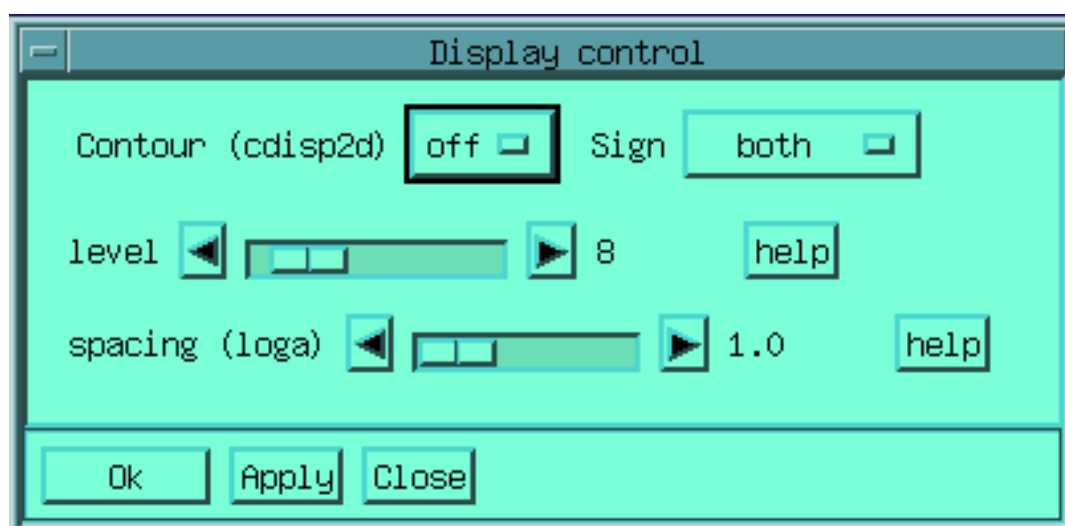 Display control
Contour (cdisp2d) off Sign both
level 8 help
spacing (loga) 1.0 help
Ok Apply Close